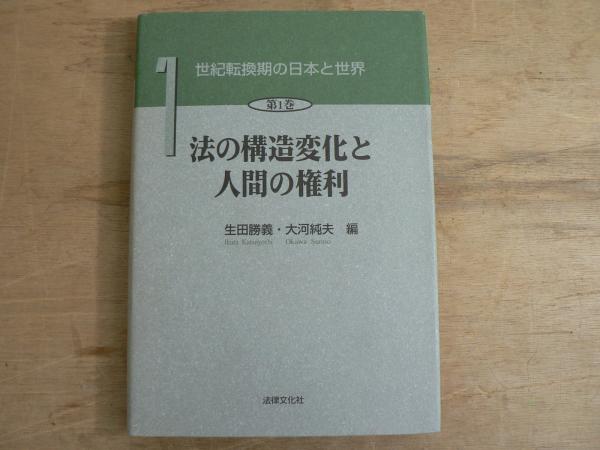 1
世紀転換期の日本と世界
第1巻
法の構造変化と
人間の権利
生田勝義・大河純夫 編
Ikuta Katsuyoshi Okawa Sumio
法律文化社